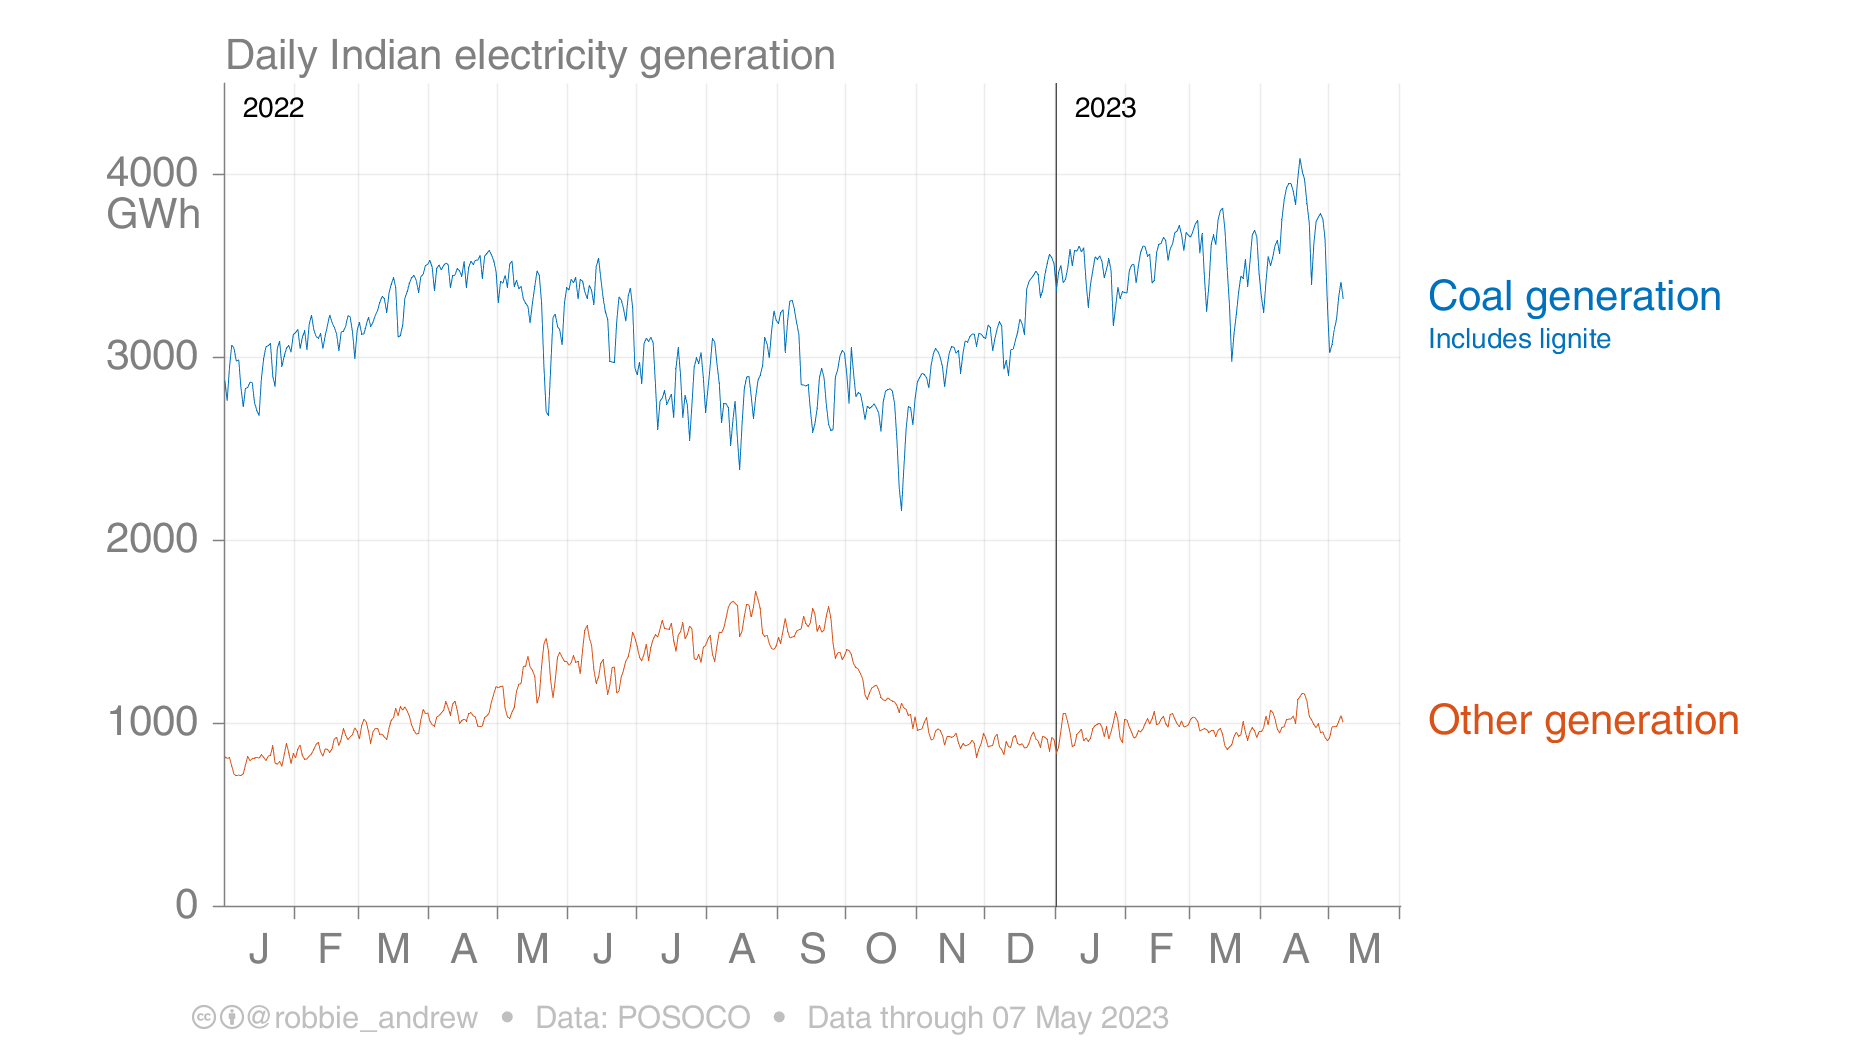 Daily Indian electricity generation
2022
2023
4000
GWh
3000
2000
1000
0
Coal generation
Includes lignite
Other generation
J F M A M J J A S O N D J F M A M
@robbie_andrew • Data: POSOCO • Data through 07 May 2023